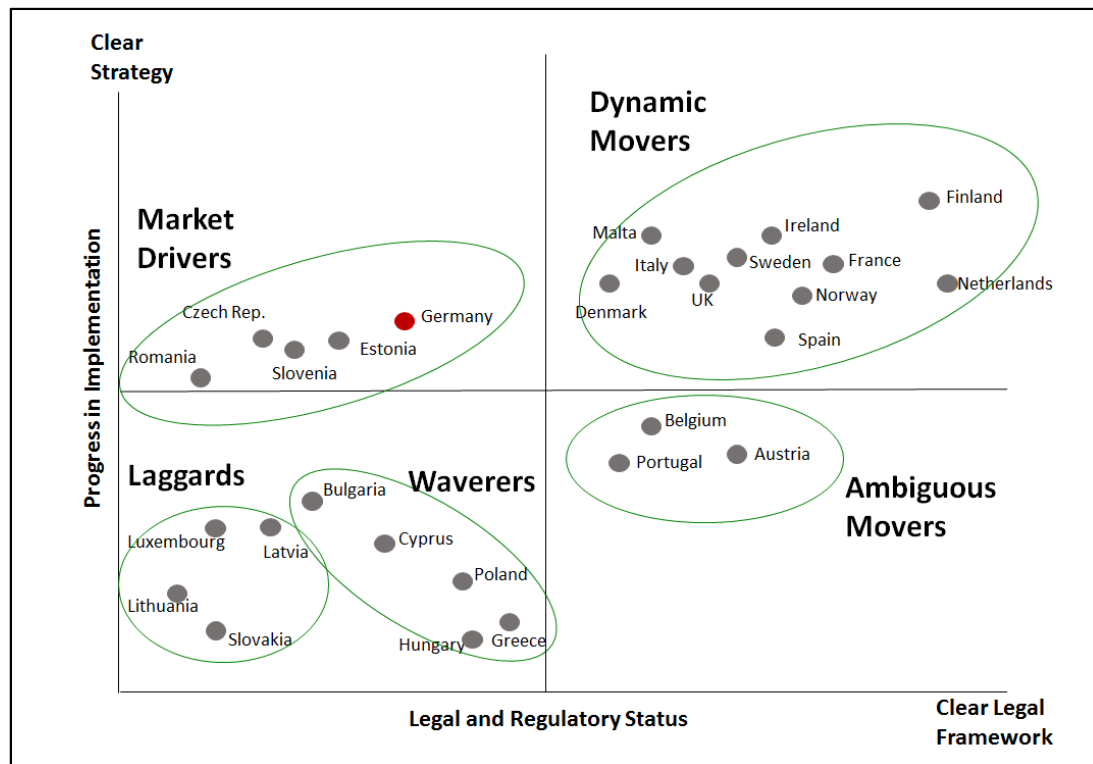 Clear
Strategy
Dynamic
Movers
Finland
Market
Drivers
Malta
Ireland
Italy
Sweden
France
UK
Norway
Netherlands
Denmark
Spain
Czech Rep.
Germany
Romania
Slovenia
Estonia
Progress in Implementation
Belgium
Portugal
Austria
Laggards
Waverers
Bulgaria
Ambiguous
Movers
Luxembourg
Latvia
Cyprus
Poland
Lithuania
Slovakia
Hungary
Greece
Legal and Regulatory Status
Clear Legal
Framework